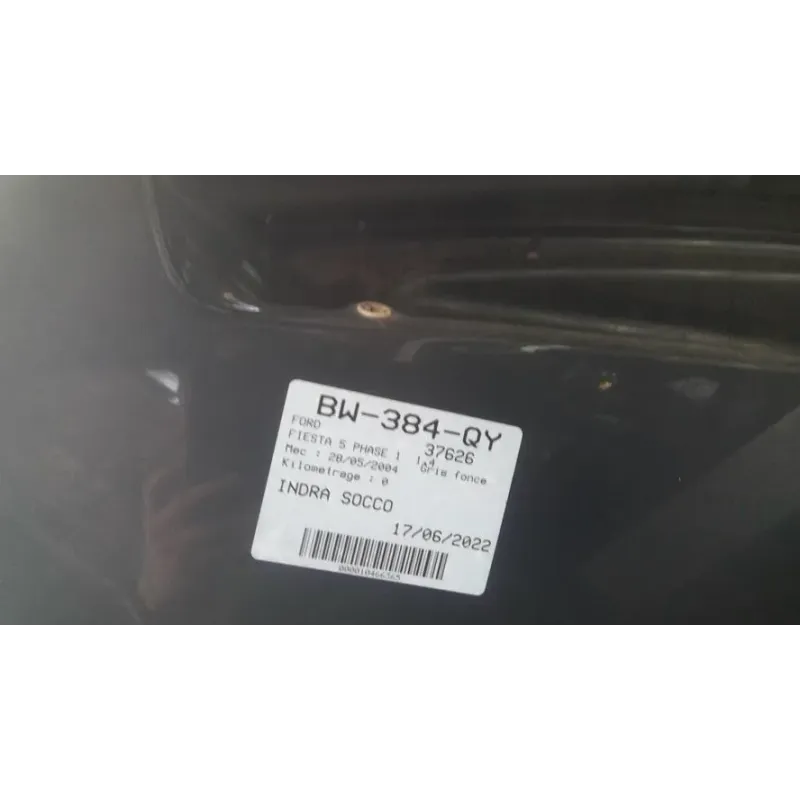 BW-384-QY
FORD 37626
FIESTA 5 PHASE 1 1.4
Mec : 28/05/2004 Gris fonce
Kilometrage : 0
INDRA SOCCO
17/06/2022